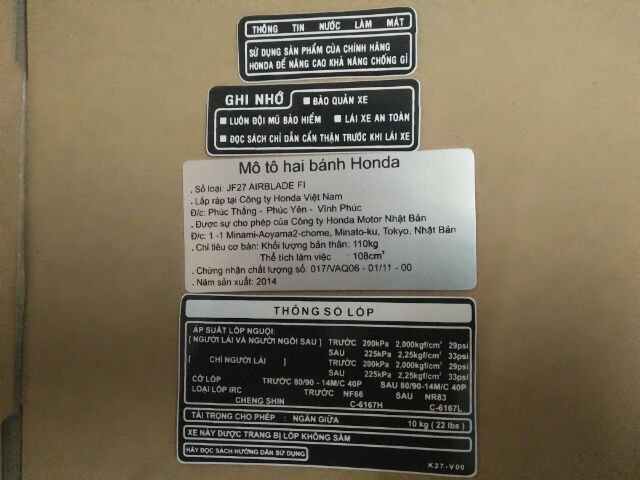 THÔNG TIN NƯỚC LÀM MÁT
SỬ DỤNG SẢN PHẨM CỦA CHÍNH HÃNG
HONDA ĐỂ NÂNG CAO KHẢ NĂNG CHỐNG GỈ
GHI NHỚ ■ BẢO QUẢN XE
■ LUÔN ĐỘI MŨ BẢO HIỂM ■ LÁI XE AN TOÀN
■ ĐỌC SÁCH CHỈ DẪN CẨN THẬN TRƯỚC KHI LÁI XE
Mô tô hai bánh Honda
. Số loại: JF27 AIRBLADE FI
. Lắp ráp tại Công ty Honda Việt Nam
Đ/c: Phúc Thắng - Phúc Yên - Vĩnh Phúc
. Được sự cho phép của Công ty Honda Motor Nhật Bản
Đ/c: 1 -1 Minami-Aoyama2-chome, Minato-ku, Tokyo, Nhật Bản
. Chỉ tiêu cơ bản: Khối lượng bản thân: 110kg
Thể tích làm việc : 108cm³
. Chứng nhận chất lượng số: 017/VAQ06 - 01/11 - 00
. Năm sản xuất: 2014
THÔNG SỐ LỐP
ÁP SUẤT LỐP NGUỘI:
[ NGƯỜI LÁI VÀ NGƯỜI NGỒI SAU ] TRƯỚC 200kPa 2,000kgf/cm² 29psi
SAU 225kPa 2,25kgf/cm² 33psi
[ CHỈ NGƯỜI LÁI ] TRƯỚC 200kPa 2,000kgf/cm² 29psi
SAU 225kPa 2,25kgf/cm² 33psi
CỠ LỐP TRƯỚC 80/90 - 14M/C 40P SAU 80/90-14M/C 40P
LOẠI LỐP IRC TRƯỚC NF66 SAU NR83
CHENG SHIN C-6167H C-6167L
TẢI TRỌNG CHO PHÉP : NGĂN GIỮA 10 kg ( 22 lbs )
XE NÀY ĐƯỢC TRANG BỊ LỐP KHÔNG SĂM
HÃY ĐỌC SÁCH HƯỚNG DẪN SỬ DỤNG K27-V00